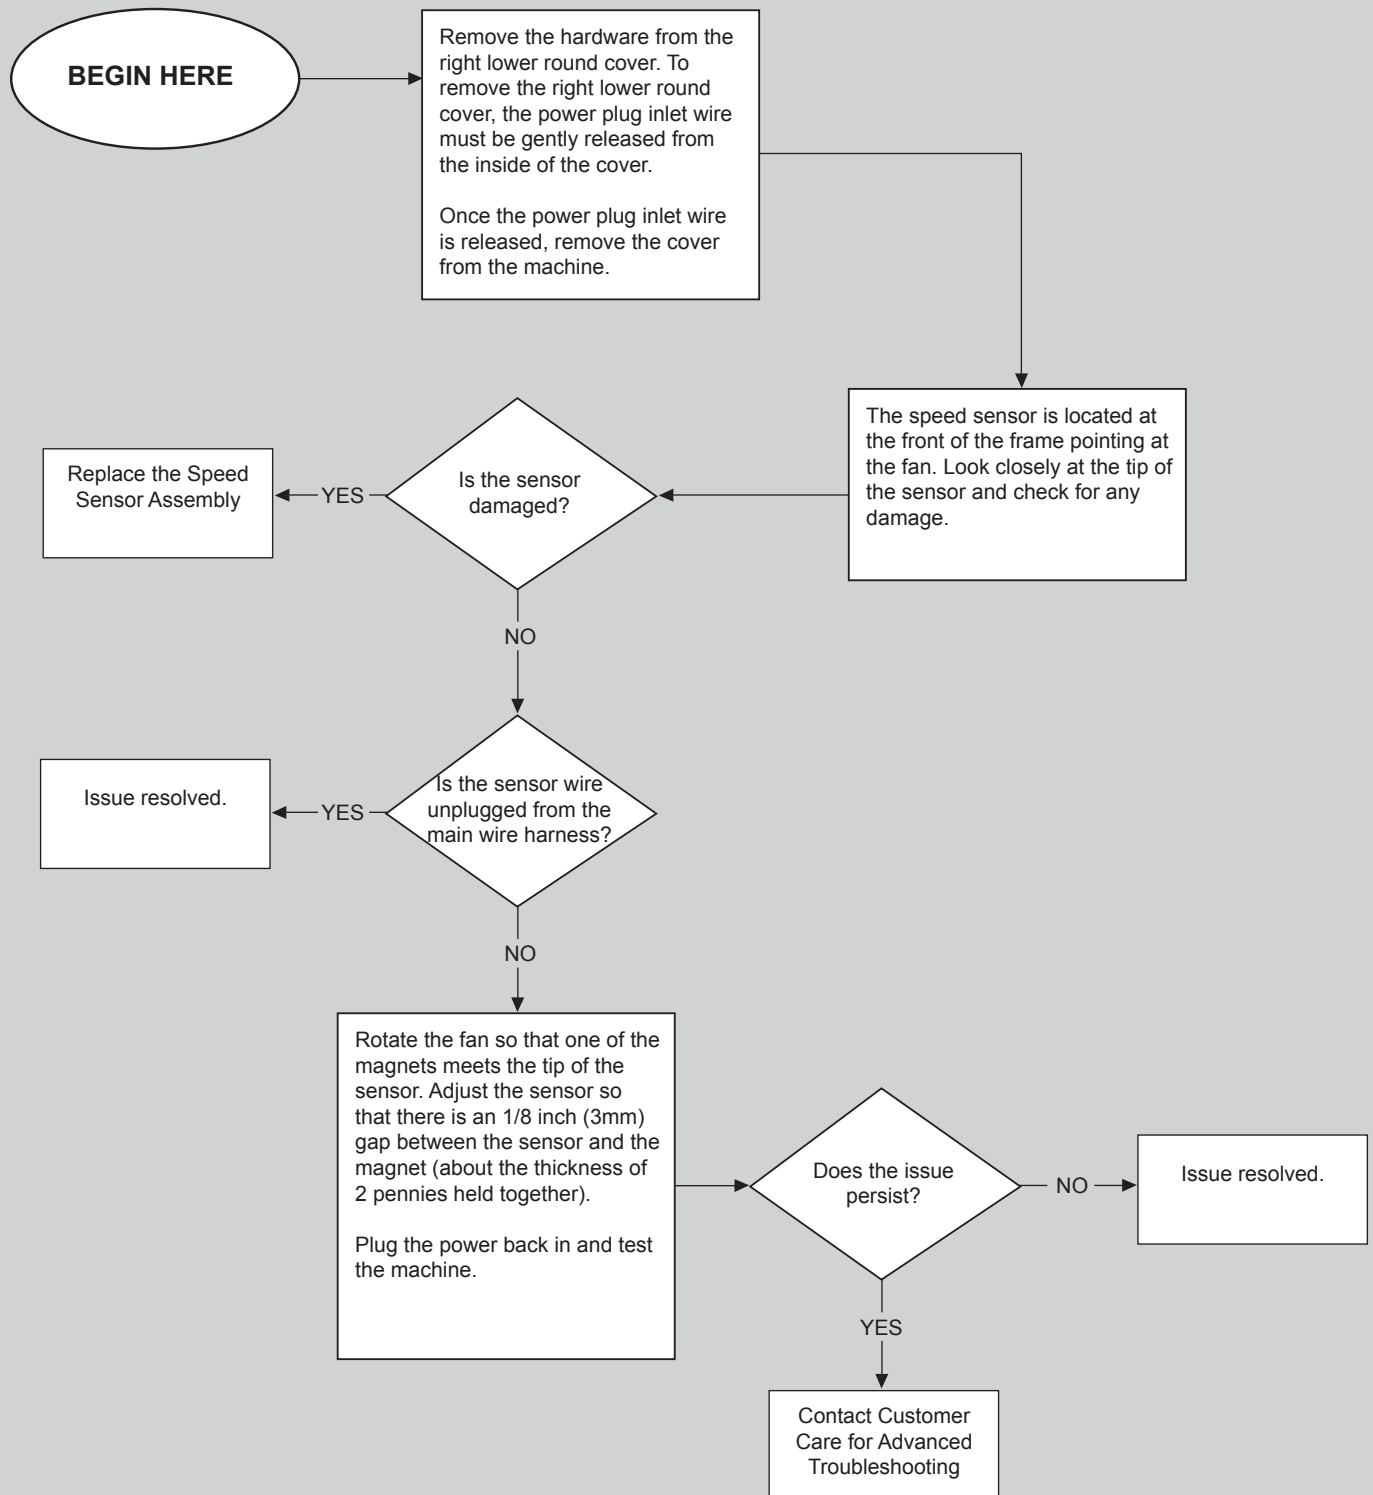 BEGIN HERE
Remove the hardware from the
right lower round cover. To
remove the right lower round
cover, the power plug inlet wire
must be gently released from
the inside of the cover.
Once the power plug inlet wire
is released, remove the cover
from the machine.
The speed sensor is located at
the front of the frame pointing at
the fan. Look closely at the tip of
the sensor and check for any
damage.
Is the sensor
damaged?
YES
Replace the Speed
Sensor Assembly
NO
Is the sensor wire
unplugged from the
main wire harness?
YES
Issue resolved.
NO
Rotate the fan so that one of the
magnets meets the tip of the
sensor. Adjust the sensor so
that there is an 1/8 inch (3mm)
gap between the sensor and the
magnet (about the thickness of
2 pennies held together).
Plug the power back in and test
the machine.
Does the issue
persist?
NO
Issue resolved.
YES
Contact Customer
Care for Advanced
Troubleshooting